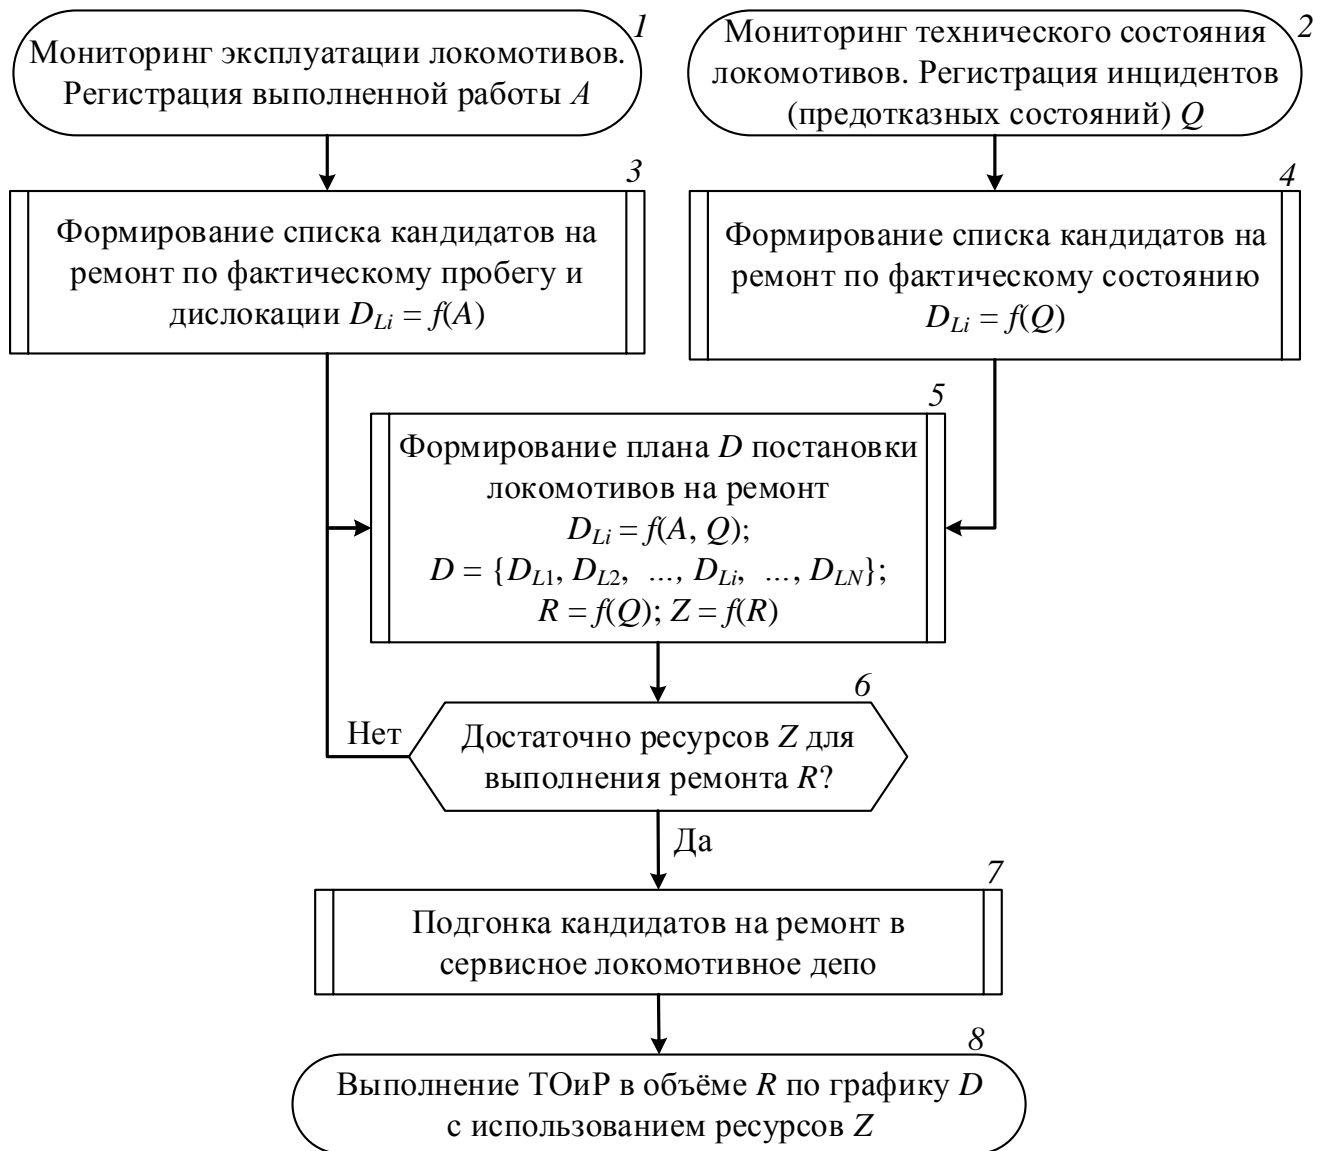 1
Мониторинг эксплуатации локомотивов.
Регистрация выполненной работы A
2
Мониторинг технического состояния
локомотивов. Регистрация инцидентов
(предотказных состояний) Q
3
Формирование списка кандидатов на
ремонт по фактическому пробегу и
дислокации D_Li = f(A)
4
Формирование списка кандидатов на
ремонт по фактическому состоянию
D_Li = f(Q)
5
Формирование плана D постановки
локомотивов на ремонт
D_Li = f(A, Q);
D = {D_L1, D_L2, ..., D_Li, ..., D_LN};
R = f(Q); Z = f(R)
6
Нет
Достаточно ресурсов Z для
выполнения ремонта R?
Да
7
Подгонка кандидатов на ремонт в
сервисное локомотивное депо
8
Выполнение ТОиР в объёме R по графику D
с использованием ресурсов Z